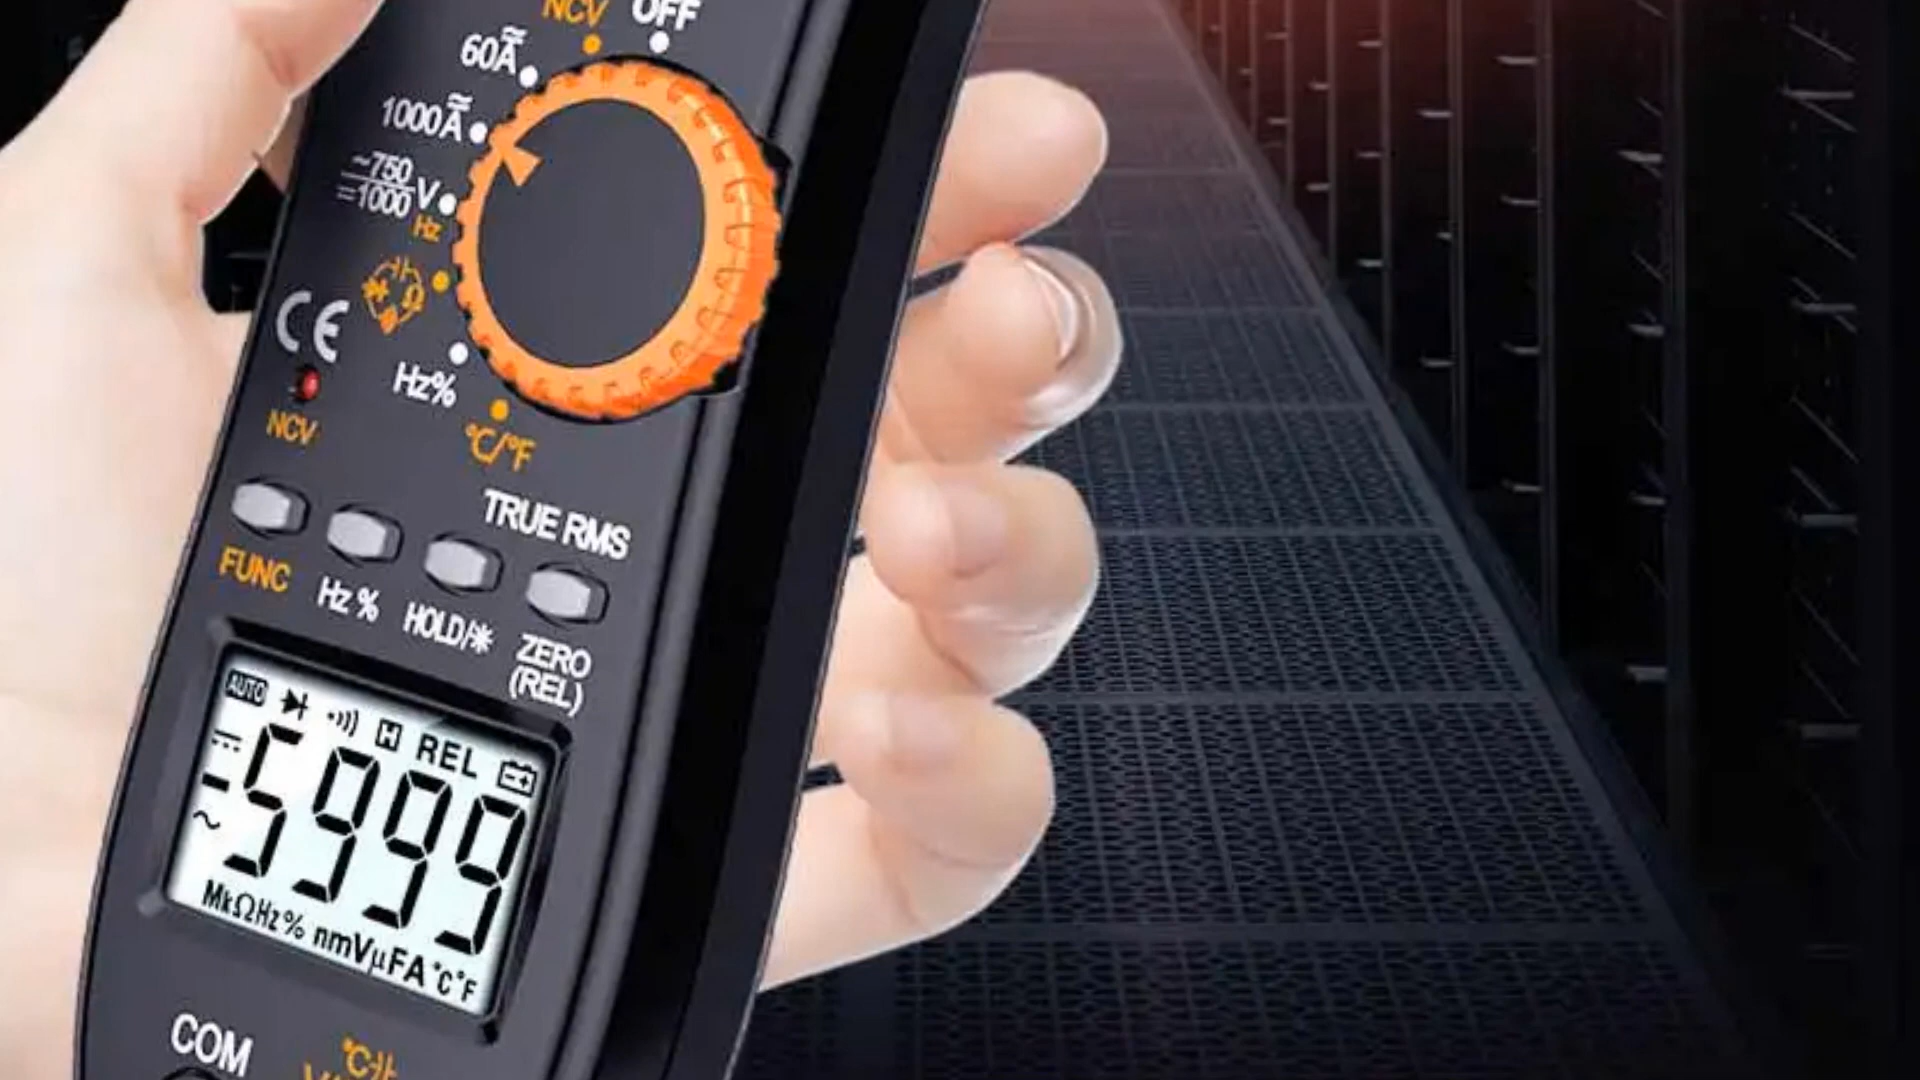 NCV OFF
60A
1000A
~750
=1000 V
Hz
CE
Hz%
NCV
°C/°F
TRUE RMS
FUNC
Hz %
HOLD/☀
ZERO
(REL)
AUTO H REL
-5999
~
MkΩHz% nmVµFA°C°F
COM
°C